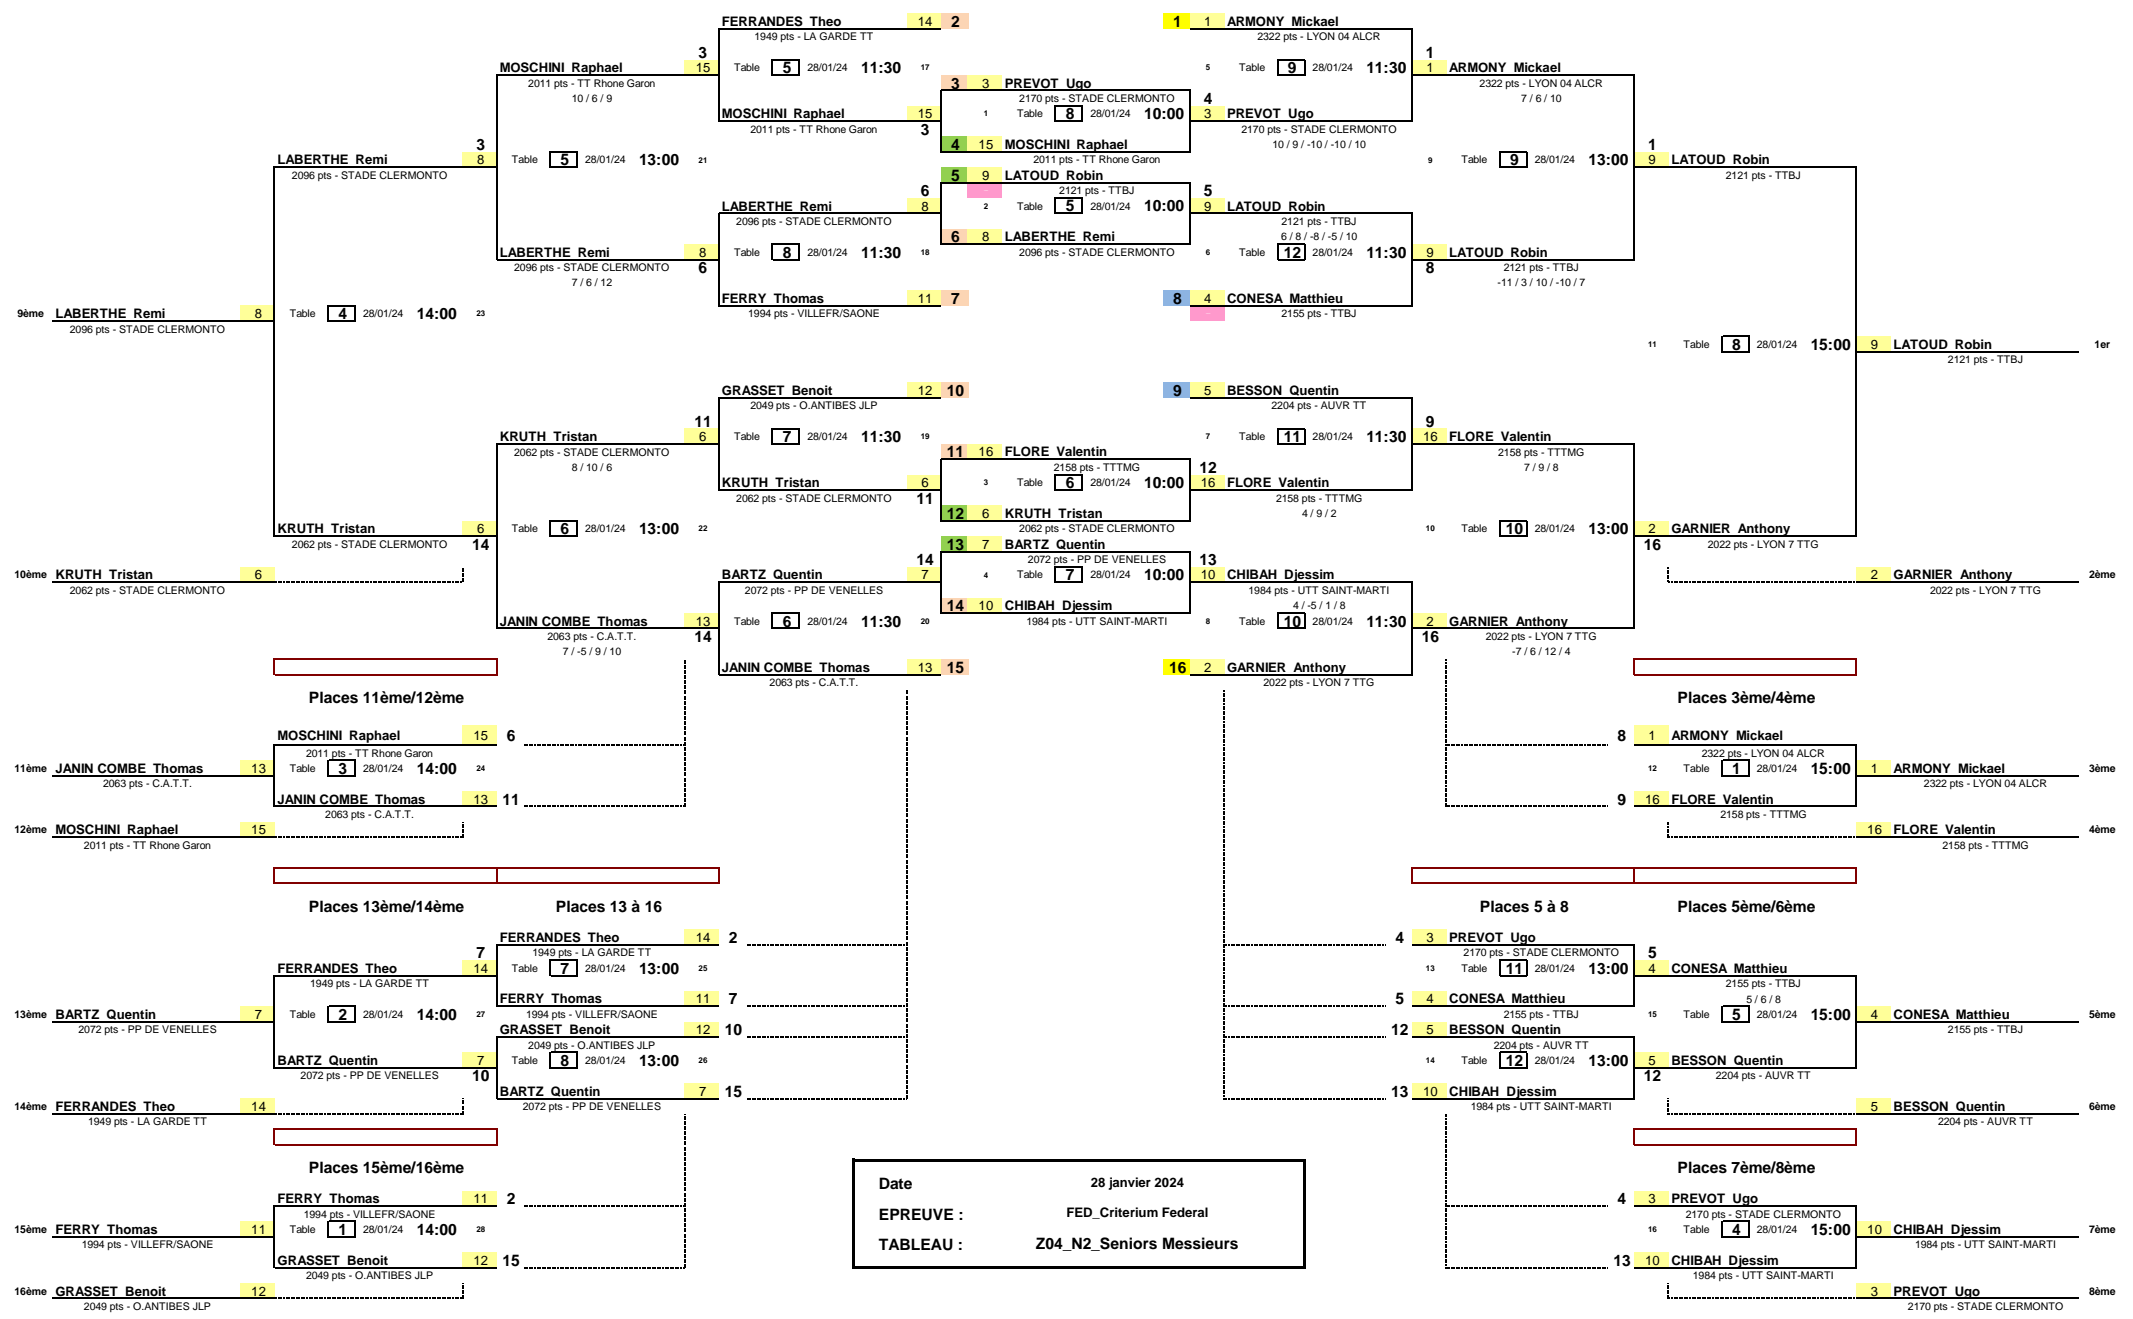 FERRANDES Theo 14 2 1 1 ARMONY Mickael
1949 pts - LA GARDE TT 2322 pts - LYON 04 ALCR
3 1
MOSCHINI Raphael 15 Table 5 28/01/24 11:30 17 5 Table 9 28/01/24 11:30 1 ARMONY Mickael
2011 pts - TT Rhone Garon 3 3 PREVOT Ugo 2322 pts - LYON 04 ALCR
10 / 6 / 9 2170 pts - STADE CLERMONTO 4 7 / 6 / 10
MOSCHINI Raphael 15 1 Table 8 28/01/24 10:00 3 PREVOT Ugo
2011 pts - TT Rhone Garon 3 2170 pts - STADE CLERMONTO
3 4 15 MOSCHINI Raphael 10 / 9 / -10 / -10 / 10 1
LABERTHE Remi 8 Table 5 28/01/24 13:00 21 2011 pts - TT Rhone Garon 9 Table 9 28/01/24 13:00 9 LATOUD Robin
2096 pts - STADE CLERMONTO 5 9 LATOUD Robin 2121 pts - TTBJ
6 2121 pts - TTBJ 5
LABERTHE Remi 8 2 Table 5 28/01/24 10:00 9 LATOUD Robin
2096 pts - STADE CLERMONTO 2121 pts - TTBJ
6 8 LABERTHE Remi 6 / 8 / -8 / -5 / 10
LABERTHE Remi 8 Table 8 28/01/24 11:30 18 2096 pts - STADE CLERMONTO 6 Table 12 28/01/24 11:30 9 LATOUD Robin
2096 pts - STADE CLERMONTO 6 8 2121 pts - TTBJ
7 / 6 / 12 -11 / 3 / 10 / -10 / 7
FERRY Thomas 11 7 8 4 CONESA Matthieu
9ème LABERTHE Remi 8 Table 4 28/01/24 14:00 23 1994 pts - VILLEFR/SAONE 2155 pts - TTBJ
2096 pts - STADE CLERMONTO
11 Table 8 28/01/24 15:00 9 LATOUD Robin 1er
2121 pts - TTBJ
GRASSET Benoit 12 10 9 5 BESSON Quentin
2049 pts - O.ANTIBES JLP 2204 pts - AUVR TT
11 9
KRUTH Tristan 6 Table 7 28/01/24 11:30 19 7 Table 11 28/01/24 11:30 16 FLORE Valentin
2062 pts - STADE CLERMONTO 11 16 FLORE Valentin 2158 pts - TTTMG
8 / 10 / 6 2158 pts - TTTMG 12 7 / 9 / 8
KRUTH Tristan 6 3 Table 6 28/01/24 10:00 16 FLORE Valentin
2062 pts - STADE CLERMONTO 11 2158 pts - TTTMG
12 6 KRUTH Tristan 4 / 9 / 2
KRUTH Tristan 6 Table 6 28/01/24 13:00 22 2062 pts - STADE CLERMONTO 10 Table 10 28/01/24 13:00 2 GARNIER Anthony
2062 pts - STADE CLERMONTO 14 13 7 BARTZ Quentin 16 2022 pts - LYON 7 TTG
14 2072 pts - PP DE VENELLES 13
10ème KRUTH Tristan 6 BARTZ Quentin 7 4 Table 7 28/01/24 10:00 10 CHIBAH Djessim 2 GARNIER Anthony 2ème
2062 pts - STADE CLERMONTO 2072 pts - PP DE VENELLES 1984 pts - UTT SAINT-MARTI 2022 pts - LYON 7 TTG
14 10 CHIBAH Djessim 4 / -5 / 1 / 8
JANIN COMBE Thomas 13 Table 6 28/01/24 11:30 20 1984 pts - UTT SAINT-MARTI 8 Table 10 28/01/24 11:30 2 GARNIER Anthony
2063 pts - C.A.T.T. 14 16 2022 pts - LYON 7 TTG
7 / -5 / 9 / 10 -7 / 6 / 12 / 4
JANIN COMBE Thomas 13 15 16 2 GARNIER Anthony
2063 pts - C.A.T.T. 2022 pts - LYON 7 TTG
Places 11ème/12ème Places 3ème/4ème
MOSCHINI Raphael 15 6 8 1 ARMONY Mickael
2011 pts - TT Rhone Garon 2322 pts - LYON 04 ALCR
11ème JANIN COMBE Thomas 13 Table 3 28/01/24 14:00 24 12 Table 1 28/01/24 15:00 1 ARMONY Mickael 3ème
2063 pts - C.A.T.T. 2322 pts - LYON 04 ALCR
JANIN COMBE Thomas 13 11 9 16 FLORE Valentin
2063 pts - C.A.T.T. 2158 pts - TTTMG
12ème MOSCHINI Raphael 15 16 FLORE Valentin 4ème
2011 pts - TT Rhone Garon 2158 pts - TTTMG
Places 13ème/14ème Places 13 à 16 Places 5 à 8 Places 5ème/6ème
FERRANDES Theo 14 2 4 3 PREVOT Ugo
7 1949 pts - LA GARDE TT 2170 pts - STADE CLERMONTO 5
FERRANDES Theo 14 Table 7 28/01/24 13:00 25 13 Table 11 28/01/24 13:00 4 CONESA Matthieu
1949 pts - LA GARDE TT 2155 pts - TTBJ
FERRY Thomas 11 7 5 4 CONESA Matthieu 5 / 6 / 8
13ème BARTZ Quentin 7 Table 2 28/01/24 14:00 27 1994 pts - VILLEFR/SAONE 2155 pts - TTBJ 15 Table 5 28/01/24 15:00 4 CONESA Matthieu 5ème
2072 pts - PP DE VENELLES GRASSET Benoit 12 10 12 5 BESSON Quentin 2155 pts - TTBJ
2049 pts - O.ANTIBES JLP 2204 pts - AUVR TT
BARTZ Quentin 7 Table 8 28/01/24 13:00 26 14 Table 12 28/01/24 13:00 5 BESSON Quentin
2072 pts - PP DE VENELLES 10 12 2204 pts - AUVR TT
BARTZ Quentin 7 15 13 10 CHIBAH Djessim
14ème FERRANDES Theo 14 2072 pts - PP DE VENELLES 1984 pts - UTT SAINT-MARTI 5 BESSON Quentin 6ème
1949 pts - LA GARDE TT 2204 pts - AUVR TT
Places 15ème/16ème Places 7ème/8ème
Date 28 janvier 2024
FERRY Thomas 11 2 4 3 PREVOT Ugo
1994 pts - VILLEFR/SAONE EPREUVE : FED_Criterium Federal 2170 pts - STADE CLERMONTO
15ème FERRY Thomas 11 Table 1 28/01/24 14:00 28 16 Table 4 28/01/24 15:00 10 CHIBAH Djessim 7ème
1994 pts - VILLEFR/SAONE TABLEAU : Z04_N2_Seniors Messieurs 1984 pts - UTT SAINT-MARTI
GRASSET Benoit 12 15 13 10 CHIBAH Djessim
2049 pts - O.ANTIBES JLP 1984 pts - UTT SAINT-MARTI
16ème GRASSET Benoit 12 3 PREVOT Ugo 8ème
2049 pts - O.ANTIBES JLP 2170 pts - STADE CLERMONTO